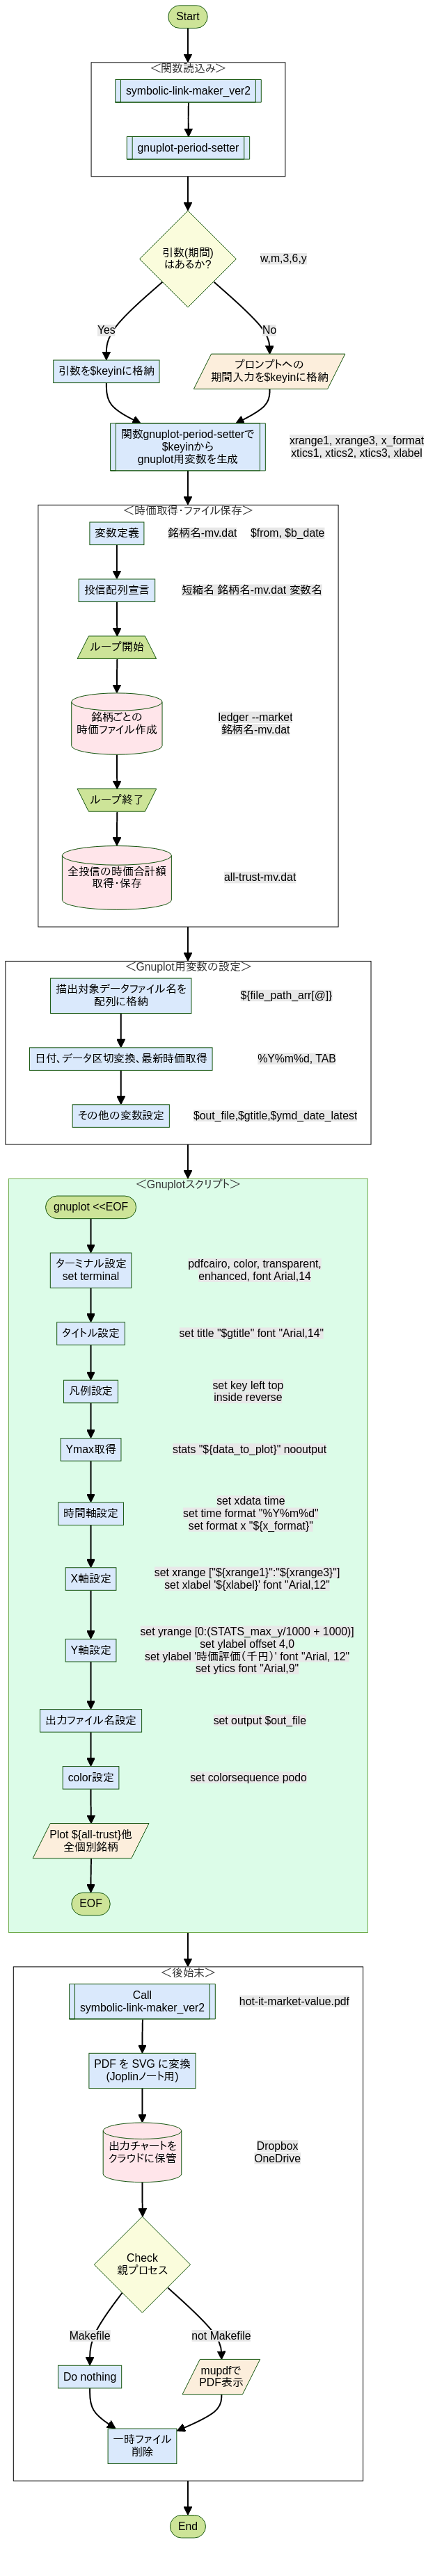 Start
＜関数読込み＞
symbolic-link-maker_ver2
gnuplot-period-setter
引数(期間)
はあるか?
w,m,3,6,y
Yes
No
引数を$keyinに格納
プロンプトへの
期間入力を$keyinに格納
関数gnuplot-period-setterで
$keyinから
gnuplot用変数を生成
xrange1, xrange3, x_format
xtics1, xtics2, xtics3, xlabel
＜時価取得・ファイル保存＞
変数定義
銘柄名-mv.dat
$from, $b_date
投信配列宣言
短縮名 銘柄名-mv.dat 変数名
ループ開始
銘柄ごとの
時価ファイル作成
ledger --market
銘柄名-mv.dat
ループ終了
全投信の時価合計額
取得・保存
all-trust-mv.dat
＜Gnuplot用変数の設定＞
描出対象データファイル名を
配列に格納
${file_path_arr[@]}
日付、データ区切変換、最新時価取得
%Y%m%d, TAB
その他の変数設定
$out_file,$gtitle,$ymd_date_latest
＜Gnuplotスクリプト＞
gnuplot <<EOF
ターミナル設定
set terminal
pdfcairo, color, transparent,
enhanced, font Arial,14
タイトル設定
set title "$gtitle" font "Arial,14"
凡例設定
set key left top
inside reverse
Ymax取得
stats "${data_to_plot}" nooutput
時間軸設定
set xdata time
set time format "%Y%m%d"
set format x "${x_format}"
X軸設定
set xrange ["${xrange1}":"${xrange3}"]
set xlabel '${xlabel}' font "Arial,12"
Y軸設定
set yrange [0:(STATS_max_y/1000 + 1000)]
set ylabel offset 4,0
set ylabel '時価評価（千円）' font "Arial, 12"
set ytics font "Arial,9"
出力ファイル名設定
set output $out_file
color設定
set colorsequence podo
Plot ${all-trust}他
全個別銘柄
EOF
＜後始末＞
Call
symbolic-link-maker_ver2
hot-it-market-value.pdf
PDF を SVG に変換
(Joplinノート用)
出力チャートを
クラウドに保管
Dropbox
OneDrive
Check
親プロセス
Makefile
not Makefile
Do nothing
mupdfで
PDF表示
一時ファイル
削除
End